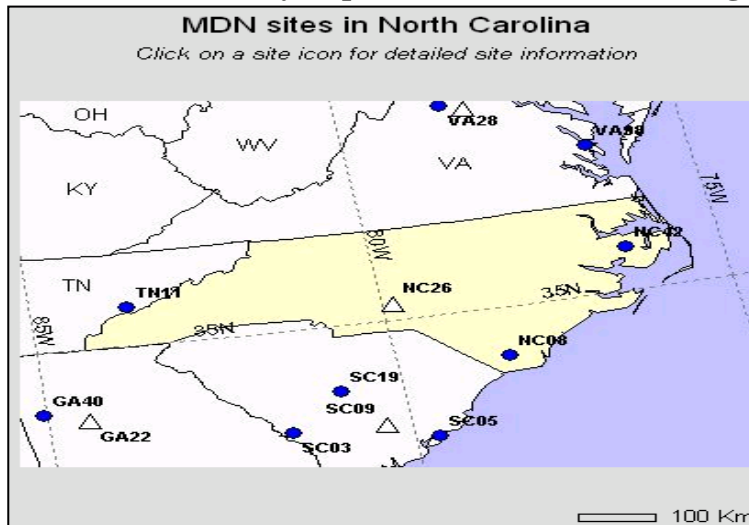 MDN sites in North Carolina
Click on a site icon for detailed site information
OH
VA28
WV
VA98
VA
KY
75W
80W
NC42
TN
TN11
NC26
35N
85W
35N
NC08
SC19
GA40
SC09
SC05
GA22
SC03
100 Km